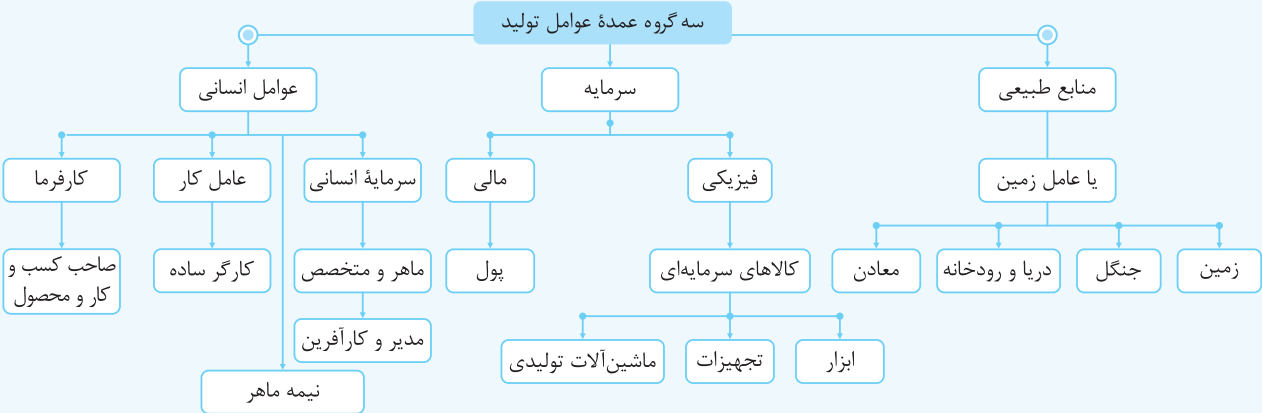 سه گروه عمدۀ عوامل تولید
منابع طبیعی
سرمایه
عوامل انسانی
یا عامل زمین
فیزیکی
مالی
سرمایۀ انسانی
عامل کار
کارفرما
زمین
جنگل
دریا و رودخانه
معادن
کالاهای سرمایه‌ای
پول
ماهر و متخصص
کارگر ساده
صاحب کسب و
کار و محصول
ابزار
تجهیزات
ماشین‌آلات تولیدی
مدیر و کارآفرین
نیمه ماهر